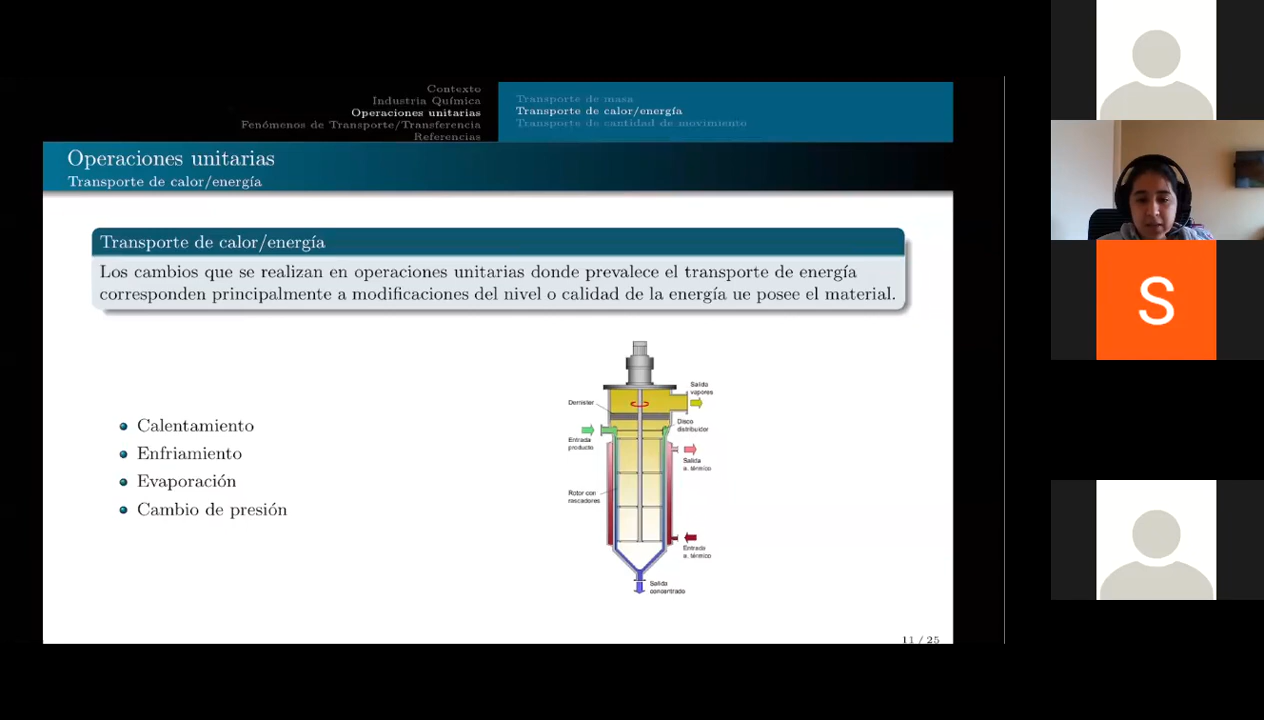 Contexto
Industria Química
Operaciones unitarias
Fenómenos de Transporte/Transferencia
Referencias
Transporte de masa
Transporte de calor/energía
Transporte de cantidad de movimiento
Operaciones unitarias
Transporte de calor/energía
Transporte de calor/energía
Los cambios que se realizan en operaciones unitarias donde prevalece el transporte de energía
corresponden principalmente a modificaciones del nivel o calidad de la energía ue posee el material.
Calentamiento
Enfriamiento
Evaporación
Cambio de presión
Salida
vapores
Demister
Disco
distribuidor
Entrada
producto
Salida
a. térmico
Rotor con
rascadores
Entrada
a. térmico
Salida
concentrado
11 / 25
S